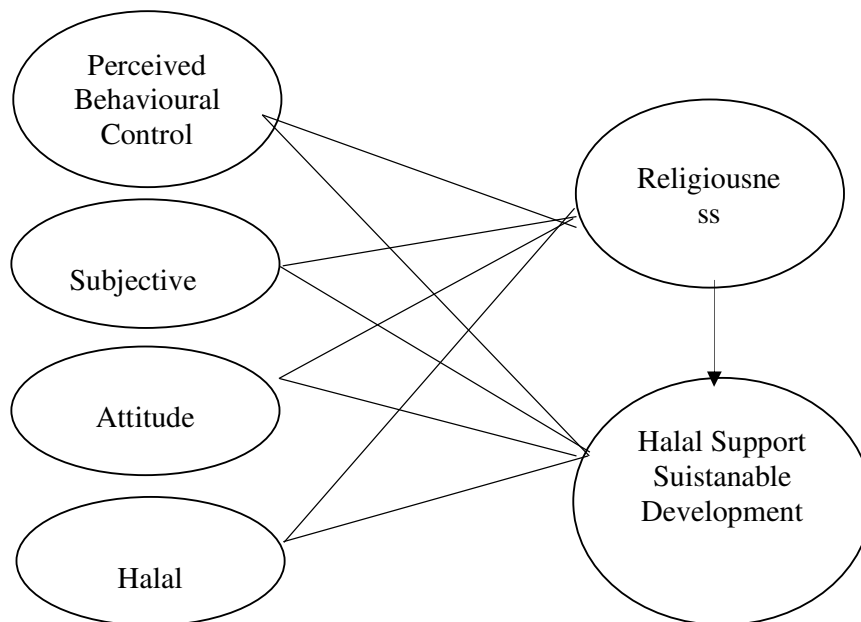 Perceived
Behavioural
Control
Subjective
Attitude
Halal
Religiousne
ss
Halal Support
Suistanable
Development